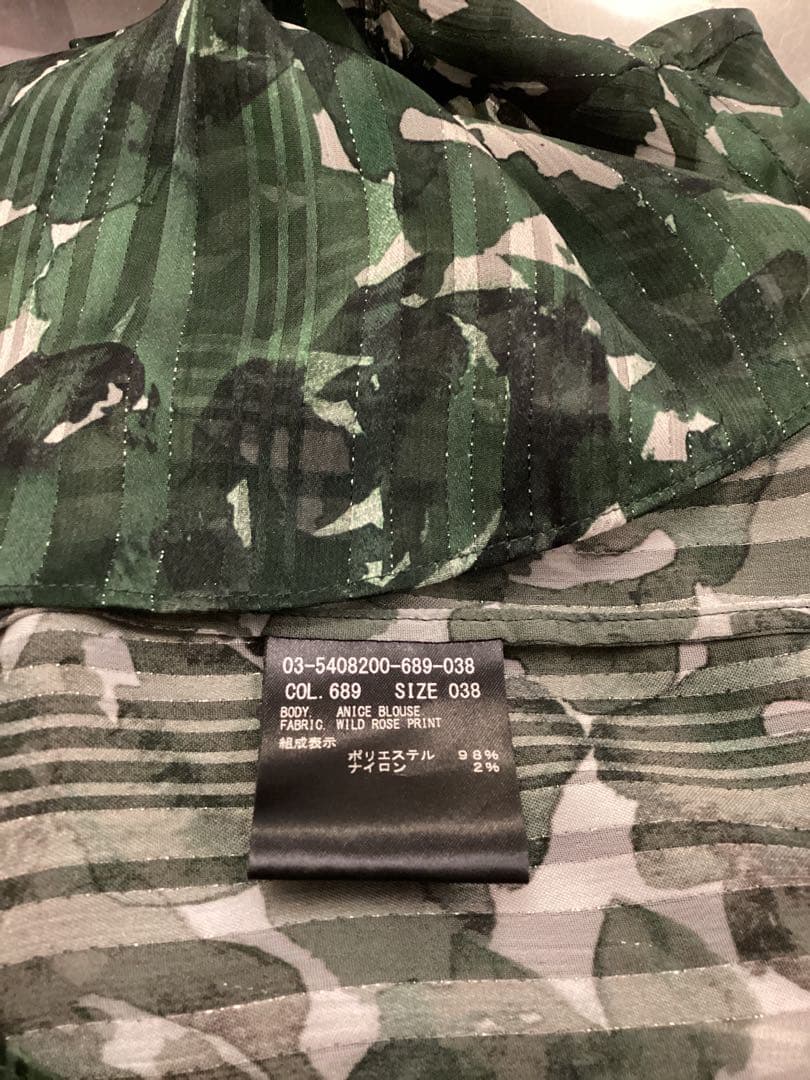 03-5408200-689-038
COL. 689 SIZE 038
BODY. ANICE BLOUSE
FABRIC. WILD ROSE PRINT
組成表示
ポリエステル 98%
ナイロン 2%